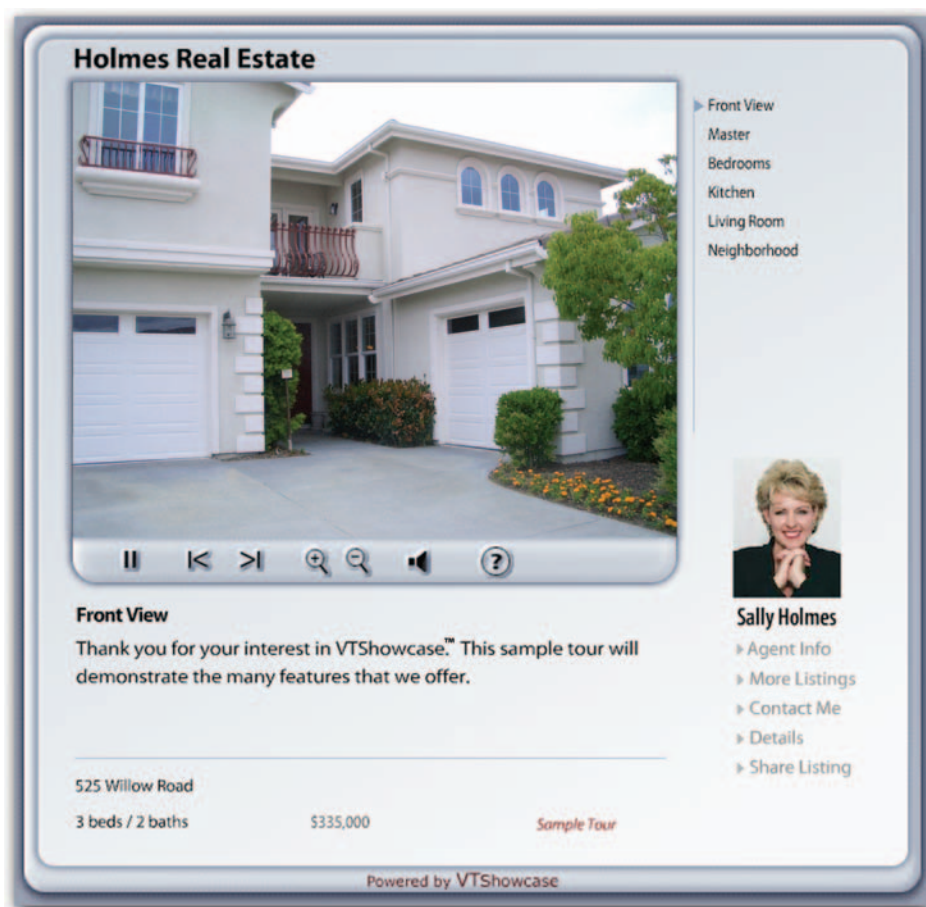 Holmes Real Estate
Front View
Master
Bedrooms
Kitchen
Living Room
Neighborhood
Front View
Thank you for your interest in VTShowcase.™ This sample tour will
demonstrate the many features that we offer.
Sally Holmes
Agent Info
More Listings
Contact Me
Details
Share Listing
525 Willow Road
3 beds / 2 baths $335,000 Sample Tour
Powered by VTShowcase